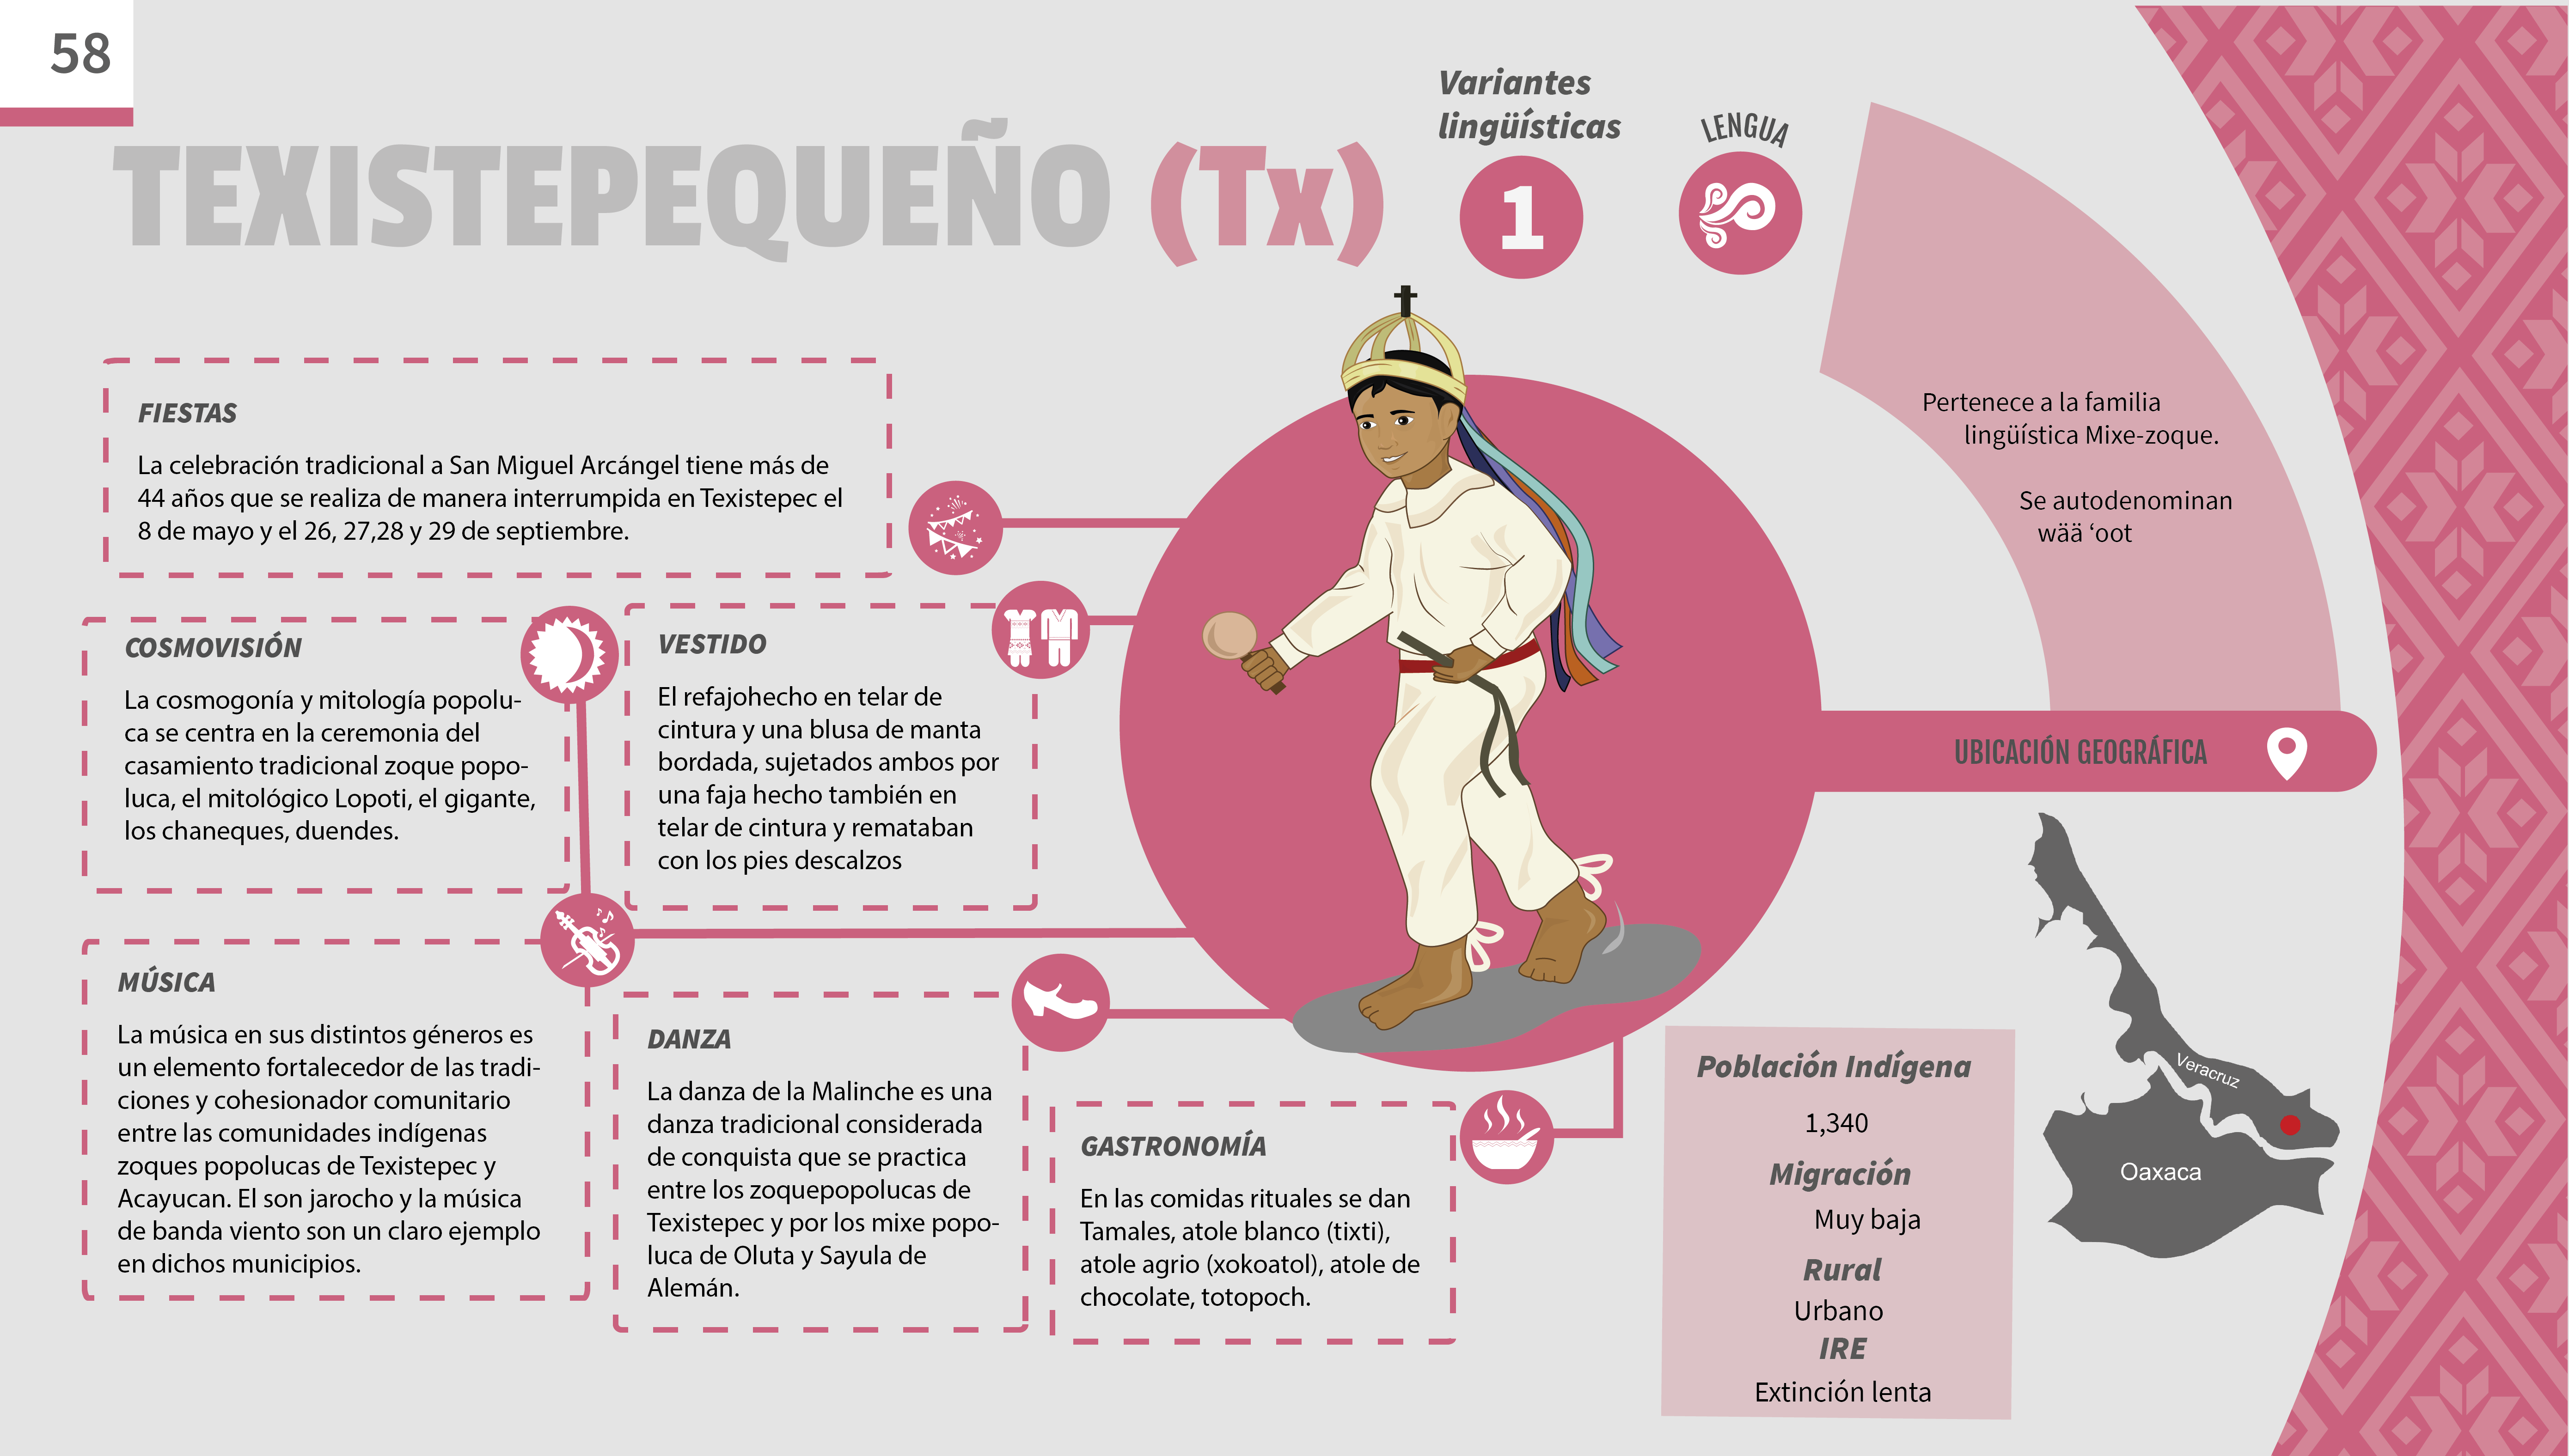 58
TEXISTEPEQUEÑO (Tx)
Variantes
lingüísticas
1
LENGUA
Pertenece a la familia
lingüística Mixe-zoque.
Se autodenominan
wää ‘oot
FIESTAS
La celebración tradicional a San Miguel Arcángel tiene más de
44 años que se realiza de manera interrumpida en Texistepec el
8 de mayo y el 26, 27,28 y 29 de septiembre.
COSMOVISIÓN
La cosmogonía y mitología popolu-
ca se centra en la ceremonia del
casamiento tradicional zoque popo-
luca, el mitológico Lopoti, el gigante,
los chaneques, duendes.
VESTIDO
El refajohecho en telar de
cintura y una blusa de manta
bordada, sujetados ambos por
una faja hecho también en
telar de cintura y remataban
con los pies descalzos
UBICACIÓN GEOGRÁFICA
MÚSICA
La música en sus distintos géneros es
un elemento fortalecedor de las tradi-
ciones y cohesionador comunitario
entre las comunidades indígenas
zoques popolucas de Texistepec y
Acayucan. El son jarocho y la música
de banda viento son un claro ejemplo
en dichos municipios.
DANZA
La danza de la Malinche es una
danza tradicional considerada
de conquista que se practica
entre los zoquepopolucas de
Texistepec y por los mixe popo-
luca de Oluta y Sayula de
Alemán.
GASTRONOMÍA
En las comidas rituales se dan
Tamales, atole blanco (tixti),
atole agrio (xokoatol), atole de
chocolate, totopoch.
Población Indígena
1,340
Migración
Muy baja
Rural
Urbano
IRE
Extinción lenta
Veracruz
Oaxaca